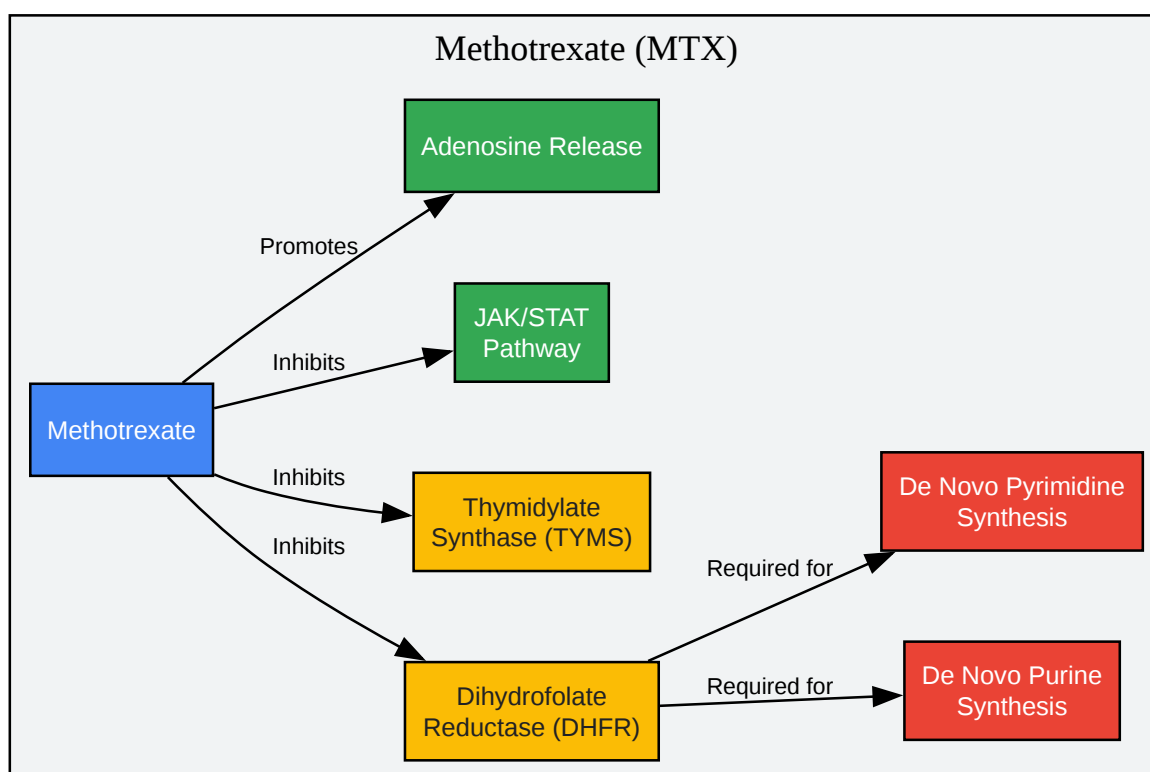 Methotrexate (MTX)
Adenosine Release
Promotes
JAK/STAT
Pathway
Inhibits
Methotrexate
Inhibits
Thymidylate
Synthase (TYMS)
Inhibits
De Novo Pyrimidine
Synthesis
Required for
Dihydrofolate
Reductase (DHFR)
Required for
De Novo Purine
Synthesis